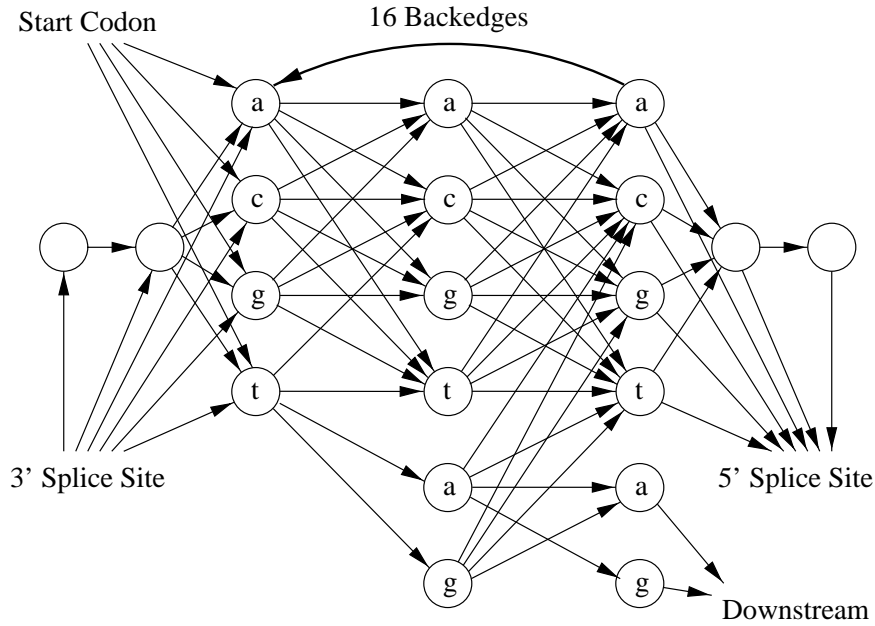 Start Codon
16 Backedges
a
a
a
c
c
c
g
g
g
t
t
t
3’ Splice Site
a
a
5’ Splice Site
g
g
Downstream